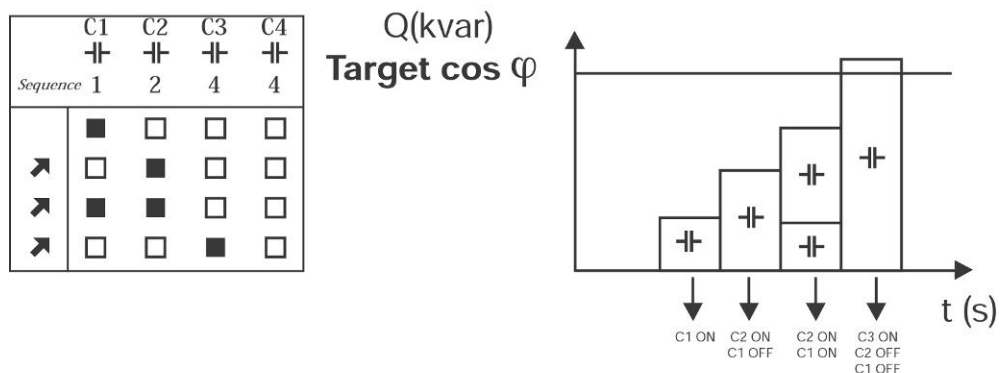 C1 C2 C3 C4
Sequence 1 2 4 4
Q(kvar)
Target cos φ
t (s)
C1 ON
C2 ON
C1 OFF
C2 ON
C1 ON
C3 ON
C2 OFF
C1 OFF